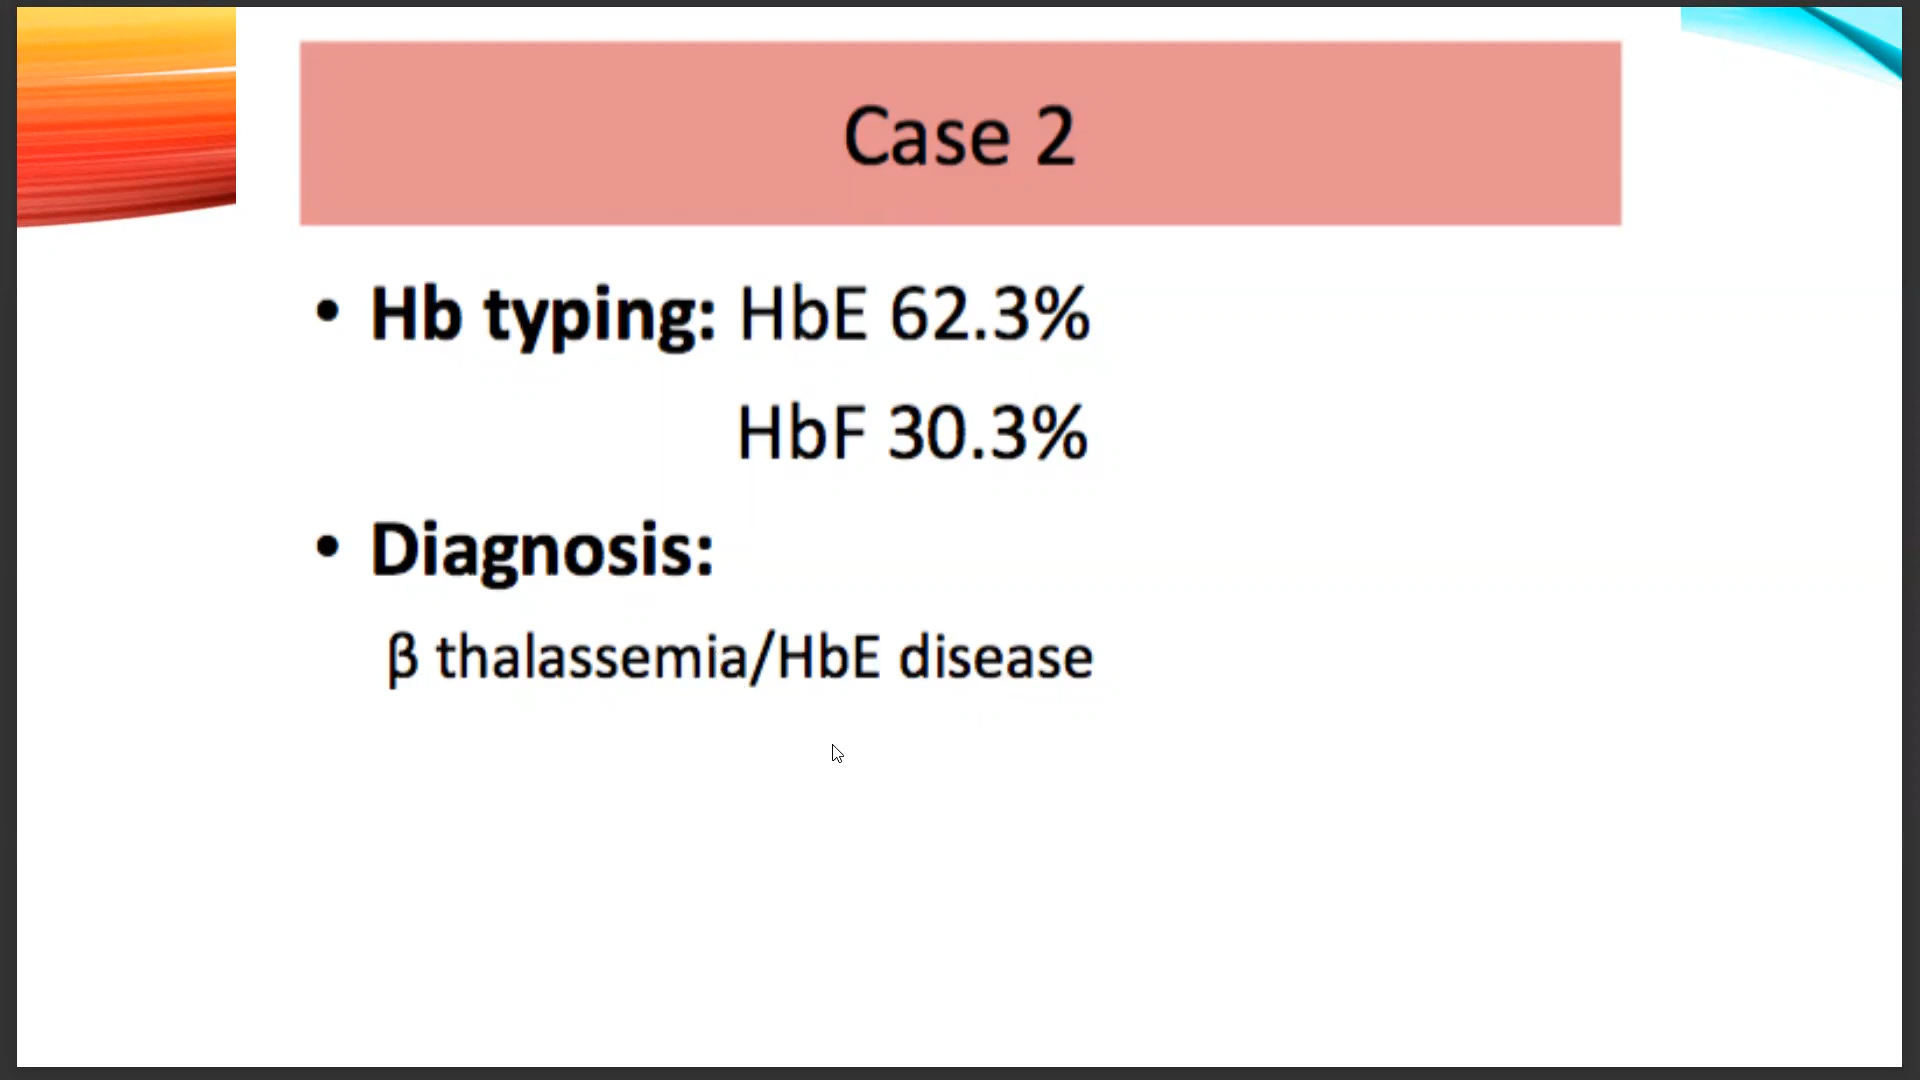 Case 2
• Hb typing: HbE 62.3%
HbF 30.3%
• Diagnosis:
β thalassemia/HbE disease